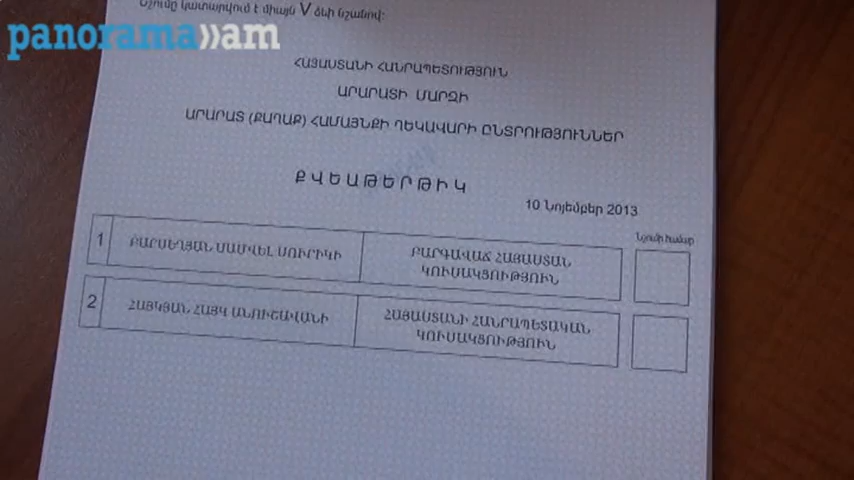 Նշումը կատարվում է միայն V ձևի նշանով:
panorama»am
ՀԱՅԱՍՏԱՆԻ ՀԱՆՐԱՊԵՏՈՒԹՅՈՒՆ
ԱՐԱՐԱՏԻ ՄԱՐԶԻ
ԱՐԱՐԱՏ (ՔԱՂԱՔ) ՀԱՄԱՅՆՔԻ ՂԵԿԱՎԱՐԻ ԸՆՏՐՈՒԹՅՈՒՆՆԵՐ
ՔՎԵԱԹԵՐԹԻԿ
10 Նոյեմբեր 2013
Նշումի համար
1 ԲԱՐՍԵՂՅԱՆ ՍԱՄՎԵԼ ՍՈՒՐԻԿԻ
ԲԱՐԳԱՎԱՃ ՀԱՅԱՍՏԱՆ
ԿՈՒՍԱԿՑՈՒԹՅՈՒՆ
2 ՀԱՅԿՅԱՆ ՀԱՅԿ ԱՆՈՒՇԱՎԱՆԻ
ՀԱՅԱՍՏԱՆԻ ՀԱՆՐԱՊԵՏԱԿԱՆ
ԿՈՒՍԱԿՑՈՒԹՅՈՒՆ